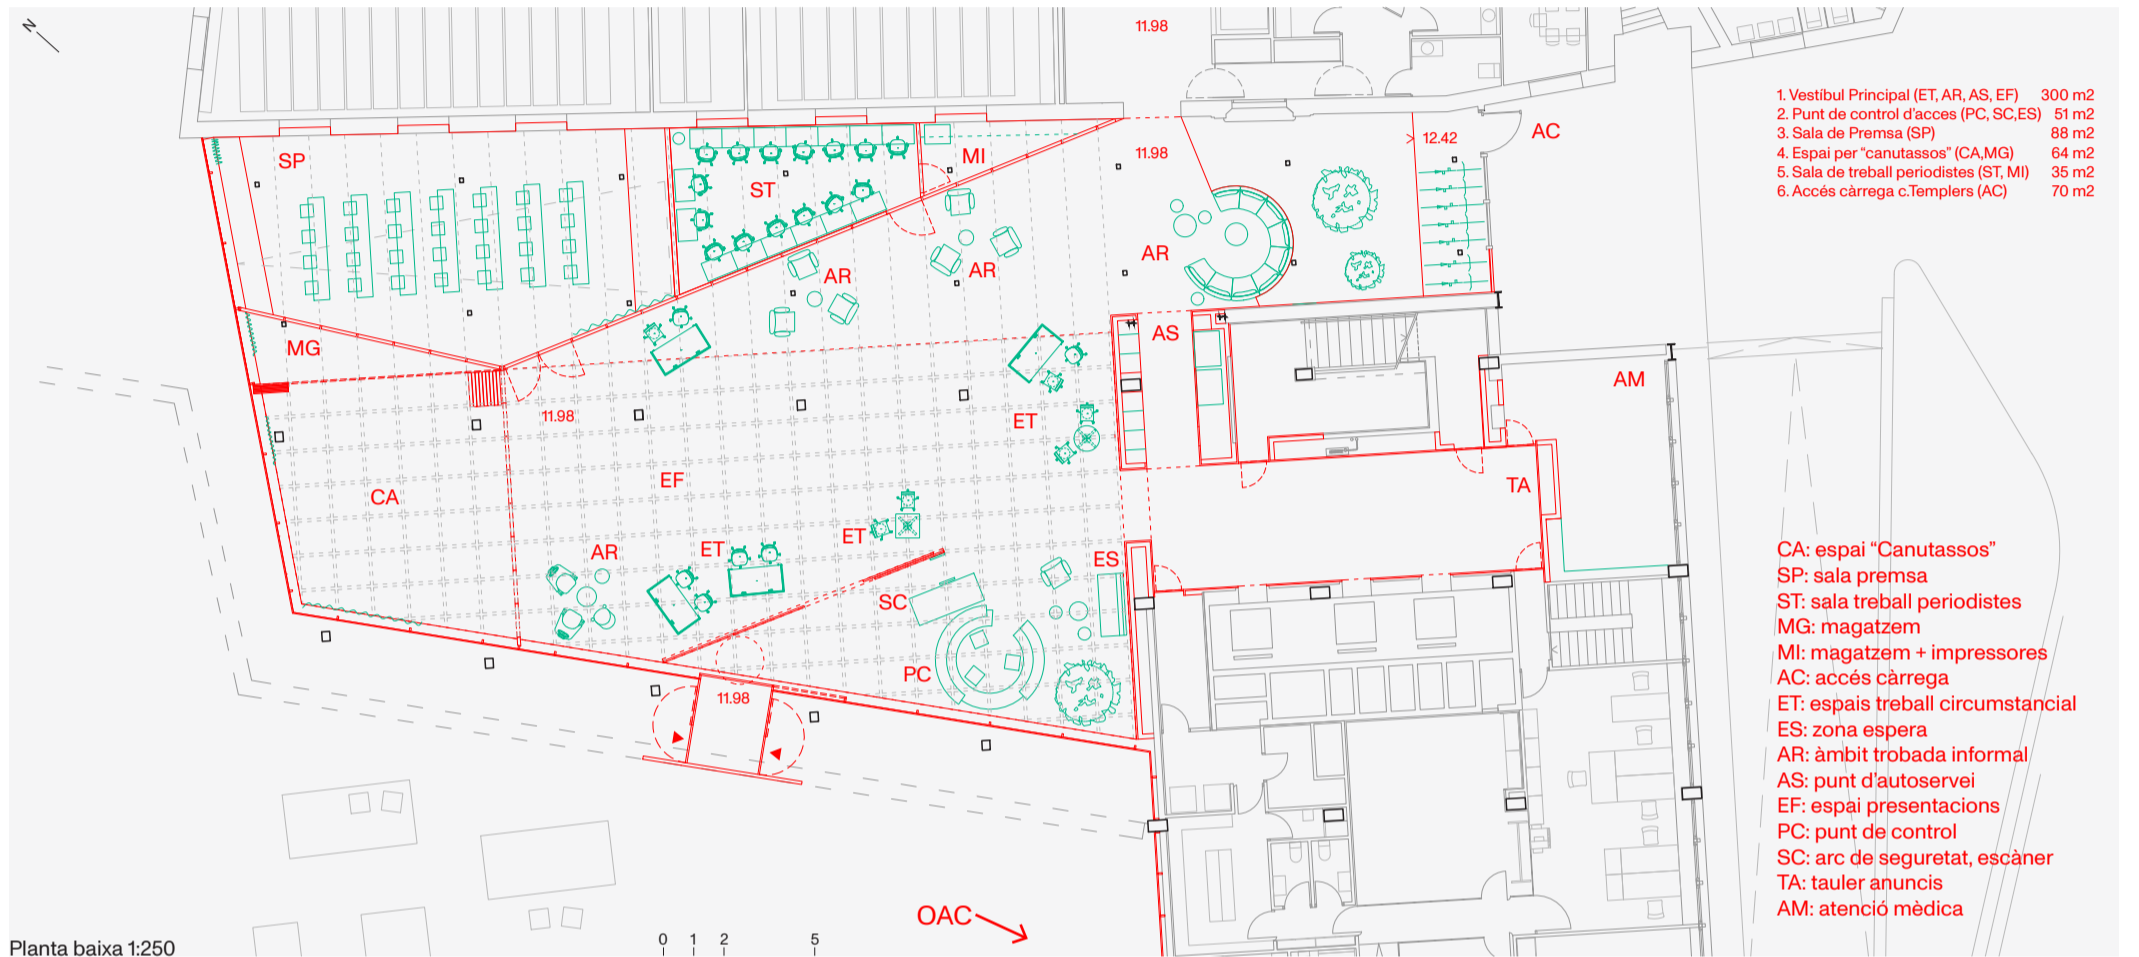 N
11.98
1. Vestíbul Principal (ET, AR, AS, EF) 300 m2
2. Punt de control d'acces (PC, SC,ES) 51 m2
3. Sala de Premsa (SP) 88 m2
4. Espai per "canutassos" (CA,MG) 64 m2
5. Sala de treball periodistes (ST, MI) 35 m2
6. Accés càrrega c.Templers (AC) 70 m2
AC
12.42
11.98
MI
SP
ST
AR
AR
AR
AS
MG
AM
11.98
ET
EF
TA
CA
ET
AR
ET
ES
SC
PC
11.98
CA: espai "Canutassos"
SP: sala premsa
ST: sala treball periodistes
MG: magatzem
MI: magatzem + impressores
AC: accés càrrega
ET: espais treball circumstancial
ES: zona espera
AR: àmbit trobada informal
AS: punt d'autoservei
EF: espai presentacions
PC: punt de control
SC: arc de seguretat, escàner
TA: tauler anuncis
AM: atenció mèdica
OAC
0 1 2 5
Planta baixa 1:250